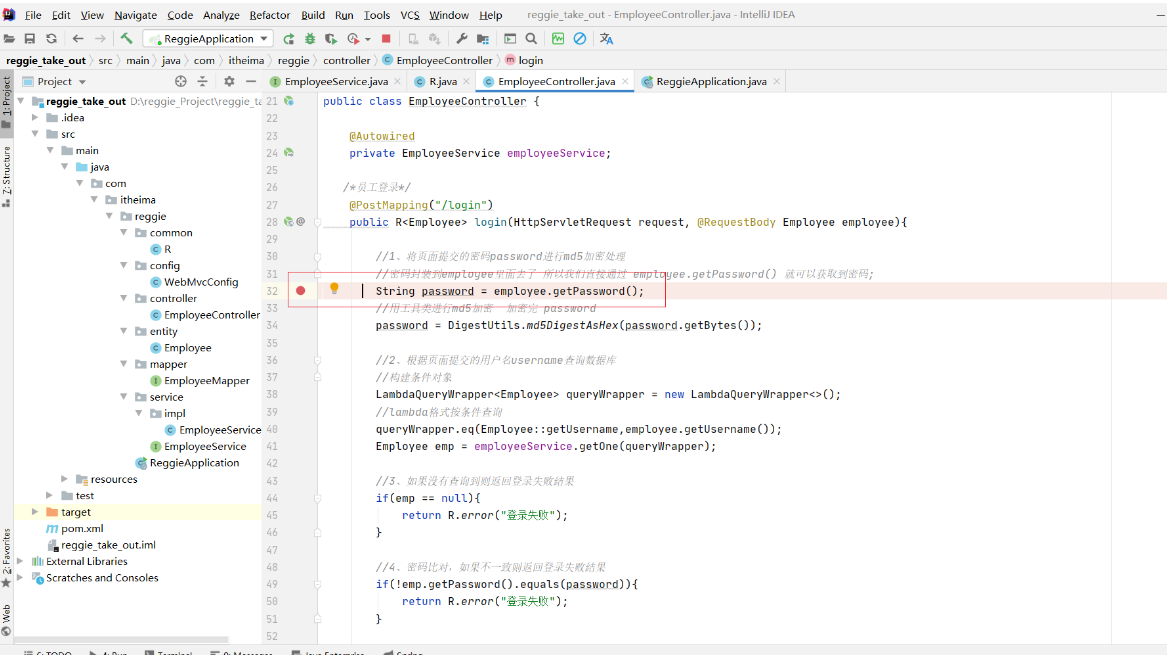 File Edit View Navigate Code Analyze Refactor Build Run Tools VCS Window Help reggie_take_out - EmployeeController.java - IntelliJ IDEA
ReggieApplication
reggie_take_out src main java com itheima reggie controller EmployeeController login
Project EmployeeService.java R.java EmployeeController.java ReggieApplication.java
1: Project
7: Structure
2: Favorites
Web
reggie_take_out D:\reggie_Project\reggie_ta
.idea
src
main
java
com
itheima
reggie
common
R
config
WebMvcConfig
controller
EmployeeController
entity
Employee
mapper
EmployeeMapper
service
impl
EmployeeService
EmployeeService
ReggieApplication
resources
test
target
pom.xml
reggie_take_out.iml
External Libraries
Scratches and Consoles
21 public class EmployeeController {
22
23 @Autowired
24 private EmployeeService employeeService;
25
26 /*员工登录*/
27 @PostMapping("/login")
28 public R<Employee> login(HttpServletRequest request, @RequestBody Employee employee){
29
30 //1、将页面提交的密码password进行md5加密处理
31 //密码封装到employee里面去了 所以我们直接通过 employee.getPassword() 就可以获取到密码;
32 String password = employee.getPassword();
33 //用工具类进行md5加密 加密完 password
34 password = DigestUtils.md5DigestAsHex(password.getBytes());
35
36 //2、根据页面提交的用户名username查询数据库
37 //构建条件对象
38 LambdaQueryWrapper<Employee> queryWrapper = new LambdaQueryWrapper<>();
39 //lambda格式按条件查询
40 queryWrapper.eq(Employee::getUsername,employee.getUsername());
41 Employee emp = employeeService.getOne(queryWrapper);
42
43 //3、如果没有查询到则返回登录失败结果
44 if(emp == null){
45 return R.error("登录失败");
46 }
47
48 //4、密码比对，如果不一致则返回登录失败结果
49 if(!emp.getPassword().equals(password)){
50 return R.error("登录失败");
51 }
52
6: TODO 4: Run Terminal 0: Messages Java Enterprise Spring